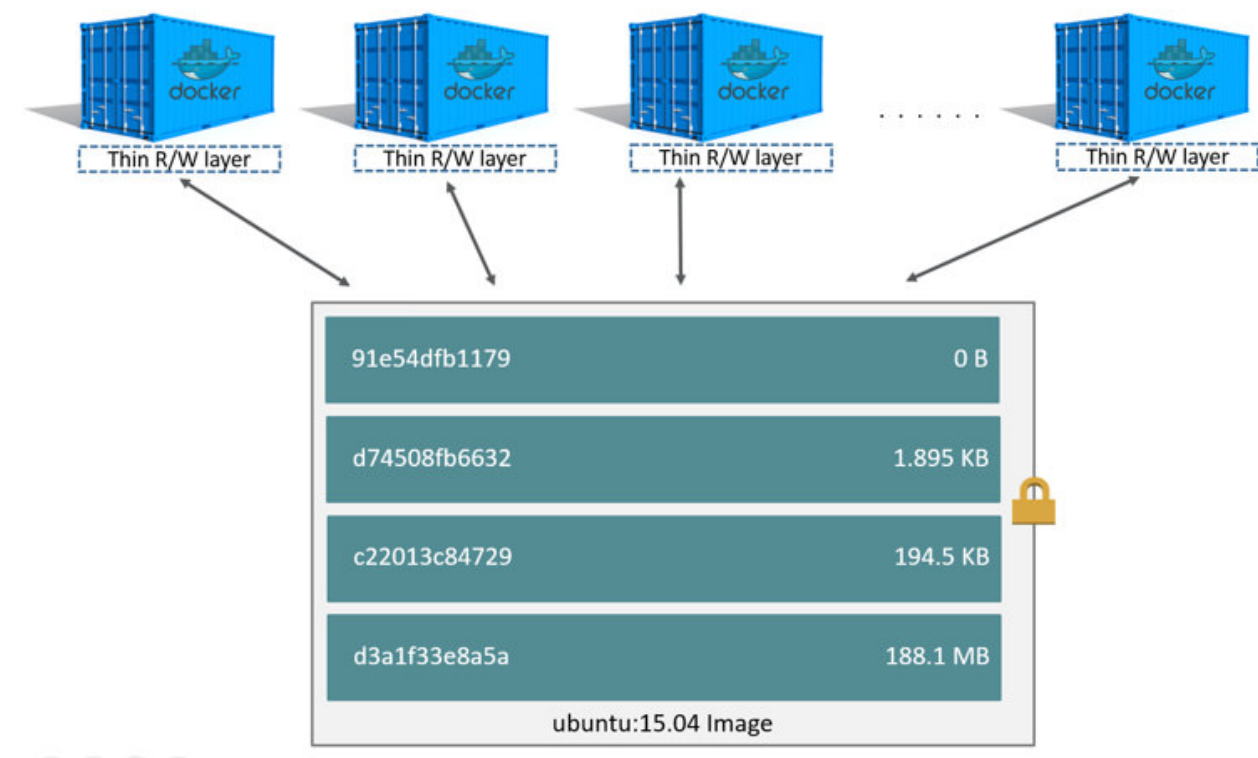 docker docker docker docker
Thin R/W layer Thin R/W layer Thin R/W layer . . . . . . Thin R/W layer
91e54dfb1179 0 B
d74508fb6632 1.895 KB
c22013c84729 194.5 KB
d3a1f33e8a5a 188.1 MB
ubuntu:15.04 Image